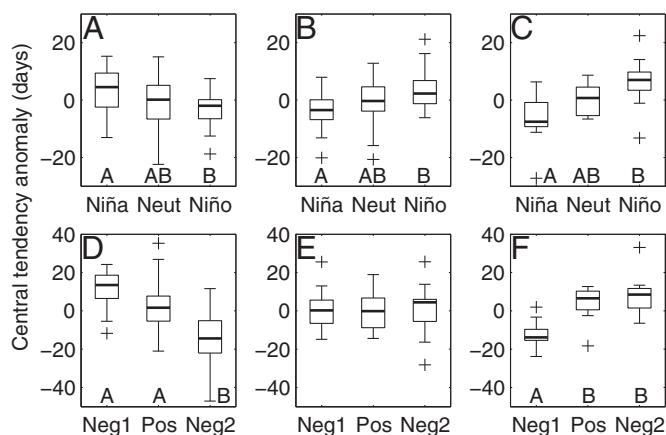 Central tendency anomaly (days)
A
B
C
20
0
−20
20
0
−20
20
0
−20
A AB B
A AB B
A AB B
Niña Neut Niño
Niña Neut Niño
Niña Neut Niño
D
E
F
40
20
0
−20
−40
40
20
0
−20
−40
40
20
0
−20
−40
A A B
A B B
Neg1 Pos Neg2
Neg1 Pos Neg2
Neg1 Pos Neg2